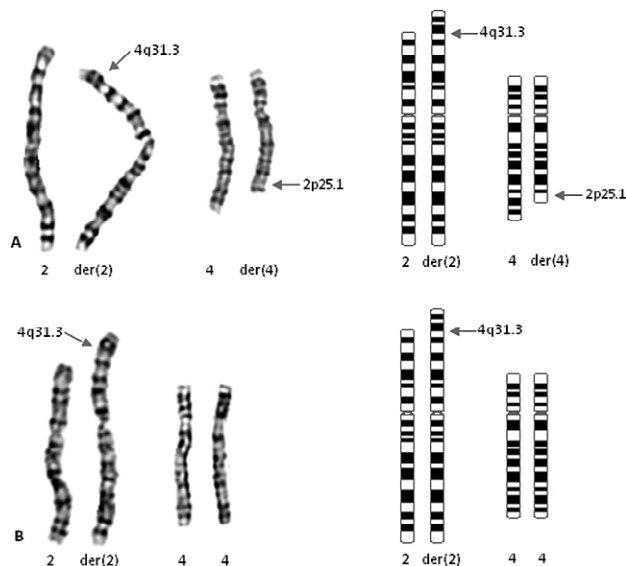 4q31.3
4q31.3
2p25.1
2p25.1
A
2 der(2) 4 der(4) 2 der(2) 4 der(4)
4q31.3
4q31.3
B
2 der(2) 4 4 2 der(2) 4 4